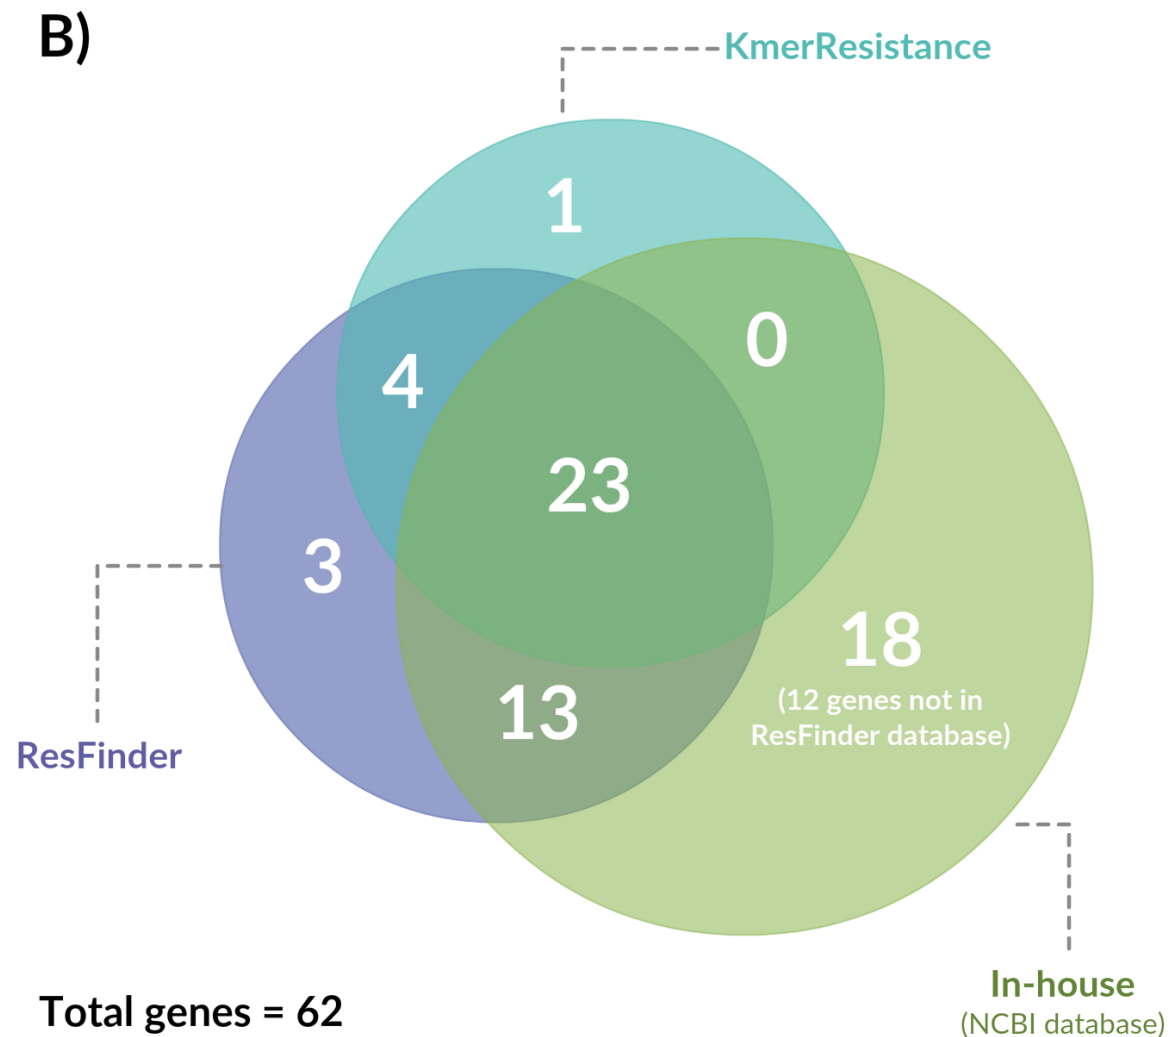 B)
KmerResistance
1
0
4
23
3
18
(12 genes not in
ResFinder database)
13
ResFinder
In-house
(NCBI database)
Total genes = 62